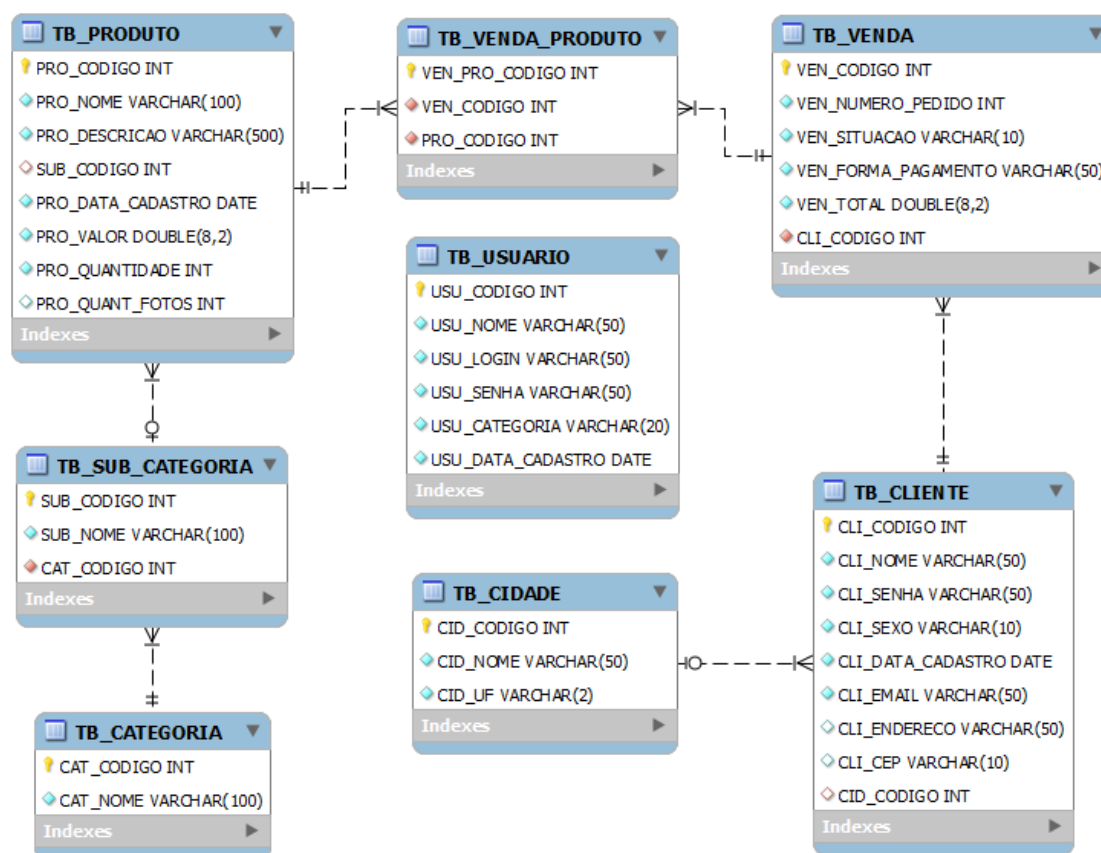 TB_PRODUTO
PRO_CODIGO INT
PRO_NOME VARCHAR(100)
PRO_DESCRICAO VARCHAR(500)
SUB_CODIGO INT
PRO_DATA_CADASTRO DATE
PRO_VALOR DOUBLE(8,2)
PRO_QUANTIDADE INT
PRO_QUANT_FOTOS INT
Indexes
TB_VENDA_PRODUTO
VEN_PRO_CODIGO INT
VEN_CODIGO INT
PRO_CODIGO INT
Indexes
TB_VENDA
VEN_CODIGO INT
VEN_NUMERO_PEDIDO INT
VEN_SITUACAO VARCHAR(10)
VEN_FORMA_PAGAMENTO VARCHAR(50)
VEN_TOTAL DOUBLE(8,2)
CLI_CODIGO INT
Indexes
TB_USUARIO
USU_CODIGO INT
USU_NOME VARCHAR(50)
USU_LOGIN VARCHAR(50)
USU_SENHA VARCHAR(50)
USU_CATEGORIA VARCHAR(20)
USU_DATA_CADASTRO DATE
Indexes
TB_SUB_CATEGORIA
SUB_CODIGO INT
SUB_NOME VARCHAR(100)
CAT_CODIGO INT
Indexes
TB_CLIENTE
CLI_CODIGO INT
CLI_NOME VARCHAR(50)
CLI_SENHA VARCHAR(50)
CLI_SEXO VARCHAR(10)
CLI_DATA_CADASTRO DATE
CLI_EMAIL VARCHAR(50)
CLI_ENDERECO VARCHAR(50)
CLI_CEP VARCHAR(10)
CID_CODIGO INT
Indexes
TB_CIDADE
CID_CODIGO INT
CID_NOME VARCHAR(50)
CID_UF VARCHAR(2)
Indexes
TB_CATEGORIA
CAT_CODIGO INT
CAT_NOME VARCHAR(100)
Indexes